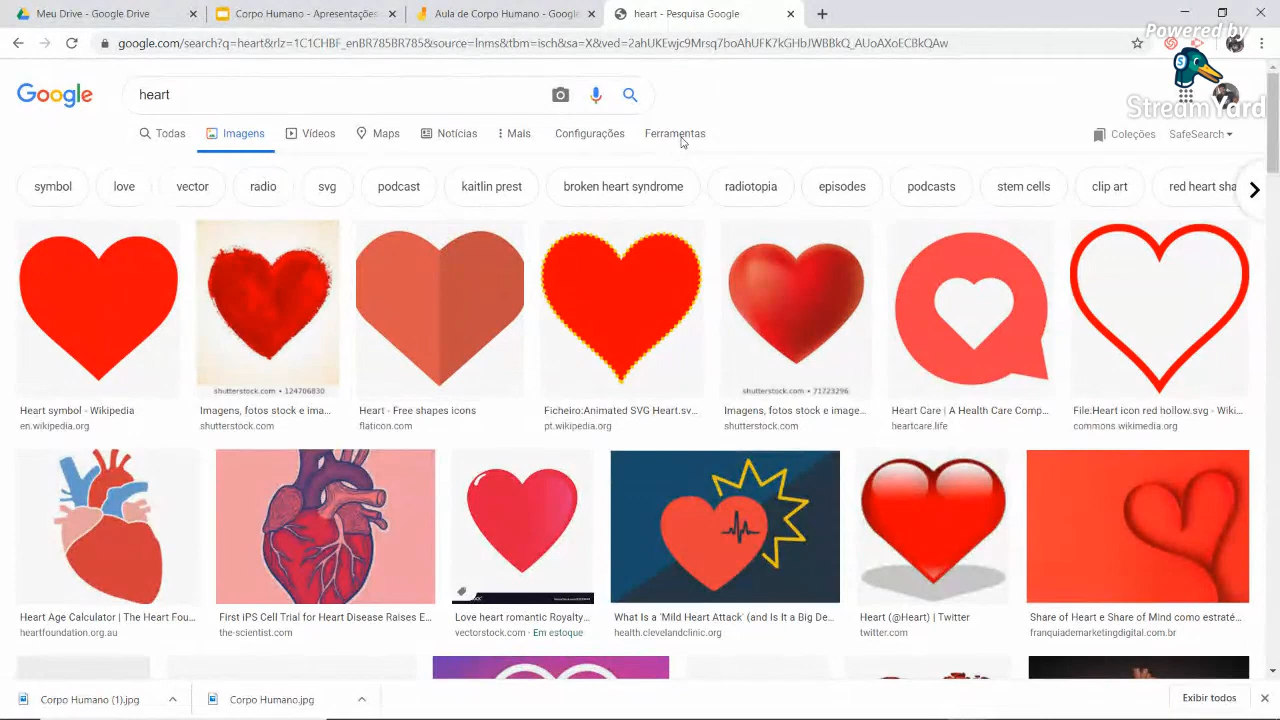 Meu Drive - Google Drive
Corpo Humano - Apresentações
Aula de Corpo Humano - Google
heart - Pesquisa Google
google.com/search?q=heart&rlz=1C1CHBF_enBR785BR785&source=lnms&tbm=isch&sa=X&ved=2ahUKEwjc9Mrsq7boAhUFK7kGHbJWBBkQ_AUoAXoECBkQAw
Powered by
StreamYard
Google
heart
Todas
Imagens
Vídeos
Maps
Notícias
Mais
Configurações
Ferramentas
Coleções
SafeSearch
symbol
love
vector
radio
svg
podcast
kaitlin prest
broken heart syndrome
radiotopia
episodes
podcasts
stem cells
clip art
red heart sha
shutterstock.com • 124706830
shutterstock.com • 71723296
Heart symbol - Wikipedia
en.wikipedia.org
Imagens, fotos stock e ima...
shutterstock.com
Heart - Free shapes icons
flaticon.com
Ficheiro:Animated SVG Heart.sv...
pt.wikipedia.org
Imagens, fotos stock e image...
shutterstock.com
Heart Care | A Health Care Comp...
heartcare.life
File:Heart icon red hollow.svg - Wiki...
commons.wikimedia.org
Heart Age Calculator | The Heart Fou...
heartfoundation.org.au
First iPS Cell Trial for Heart Disease Raises E...
the-scientist.com
Love heart romantic Royalty...
vectorstock.com · Em estoque
What Is a 'Mild Heart Attack' (and Is It a Big De...
health.clevelandclinic.org
Heart (@Heart) | Twitter
twitter.com
Share of Heart e Share of Mind como estraté...
franquiademarketingdigital.com.br
Corpo Humano (1).jpg
Corpo Humano.jpg
Exibir todos